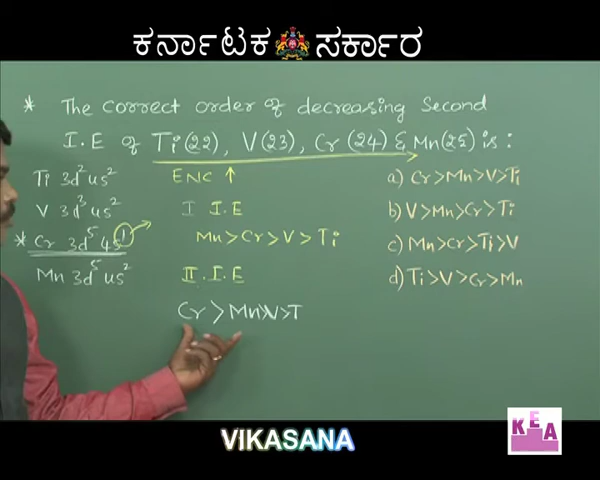 ಕರ್ನಾಟಕ ಸರ್ಕಾರ
* The correct order of decreasing Second
I.E of Ti(22), V(23), Cr(24) & Mn(25) is:
Ti 3d² 4s²
V 3d³ 4s²
* Cr 3d⁵ 4s¹
Mn 3d⁵ 4s²
ENC ↑
I I.E
Mn > Cr > V > Ti
II. I.E
Cr > Mn > V > T
a) Cr > Mn > V > Ti
b) V > Mn > Cr > Ti
c) Mn > Cr > Ti > V
d) Ti > V > Cr > Mn
VIKASANA
KEA